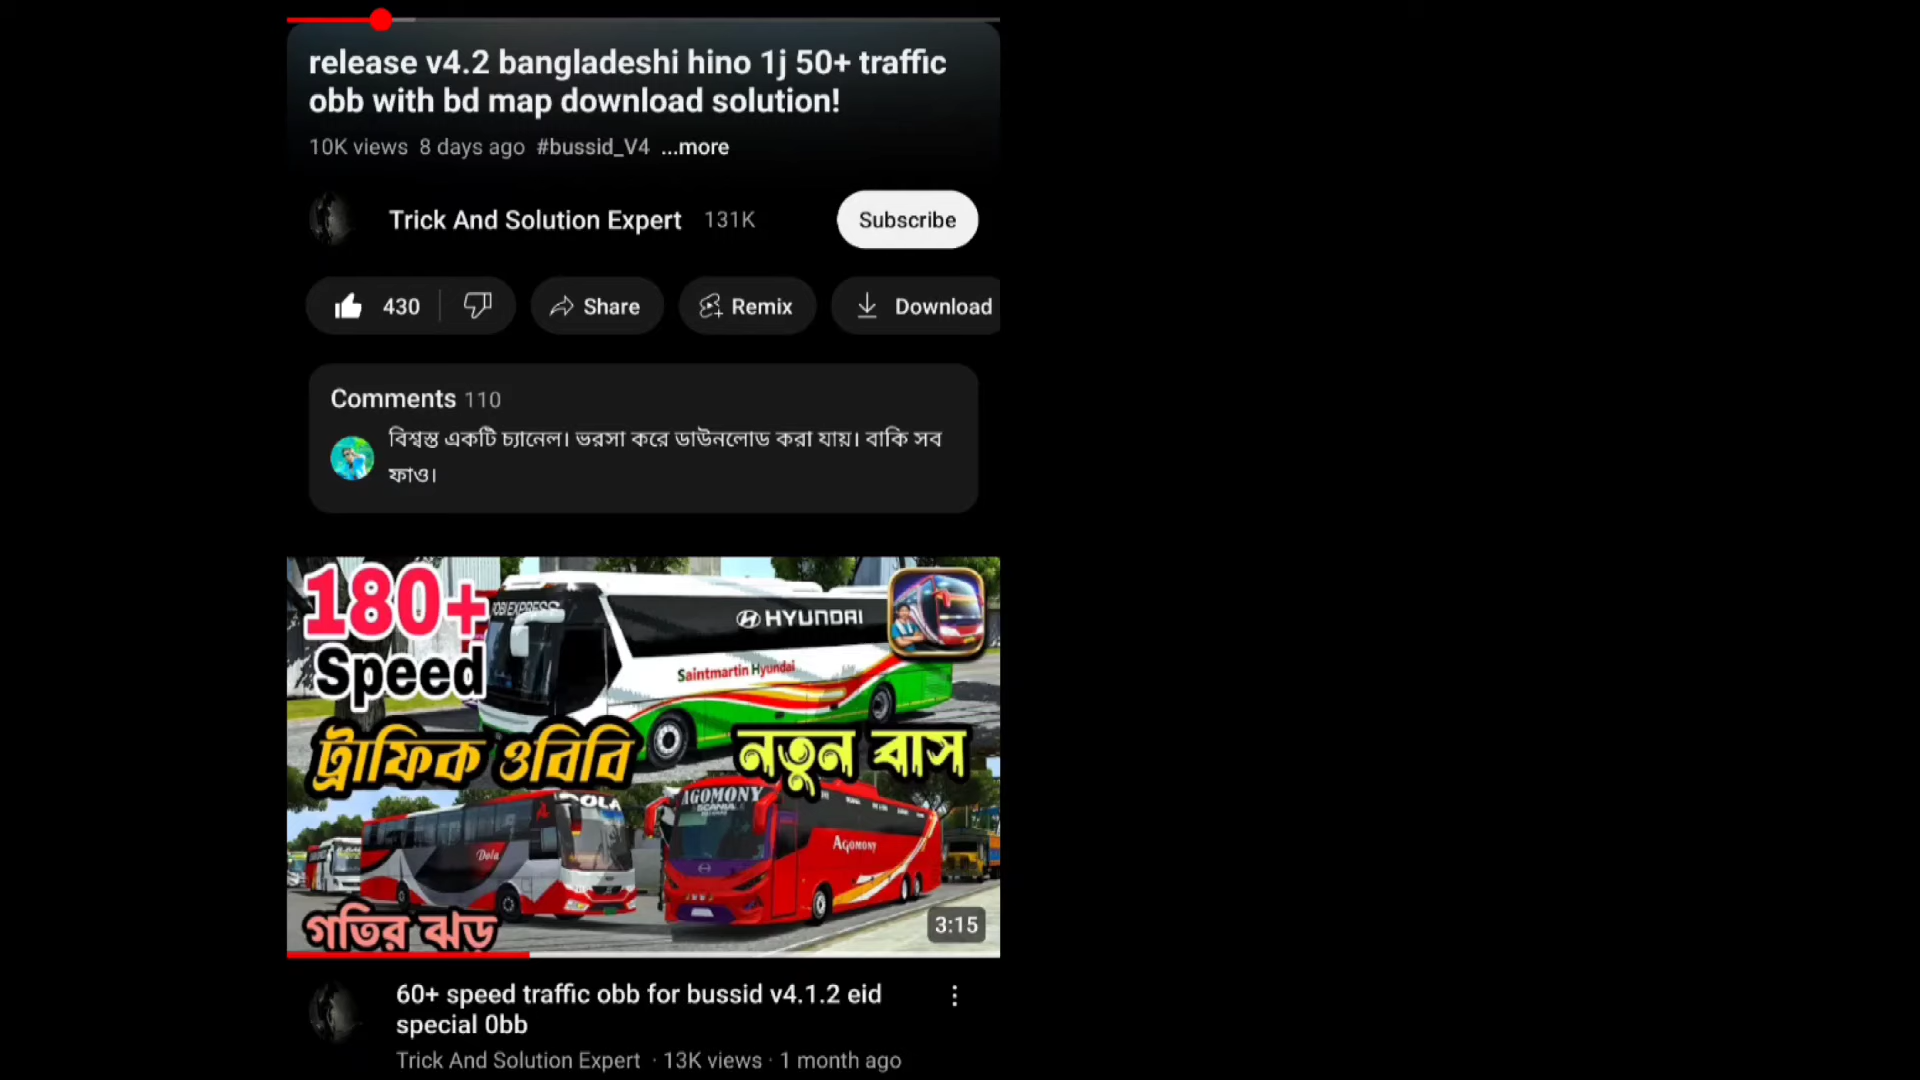 release v4.2 bangladeshi hino 1j 50+ traffic
obb with bd map download solution!
10K views 8 days ago #bussid_V4 ...more
Trick And Solution Expert 131K
Subscribe
430
Share
Remix
Download
Comments 110
বিশ্বস্ত একটি চ্যানেল। ভরসা করে ডাউনলোড করা যায়। বাকি সব
ফাও।
180+
Speed
HYUNDAI
Saintmartin Hyundai
ট্রাফিক ওবিবি
নতুন বাস
DOLA
Dola
AGOMONY
SCANIA
AGOMONY
গতির ঝড়
3:15
60+ speed traffic obb for bussid v4.1.2 eid
special 0bb
Trick And Solution Expert · 13K views · 1 month ago